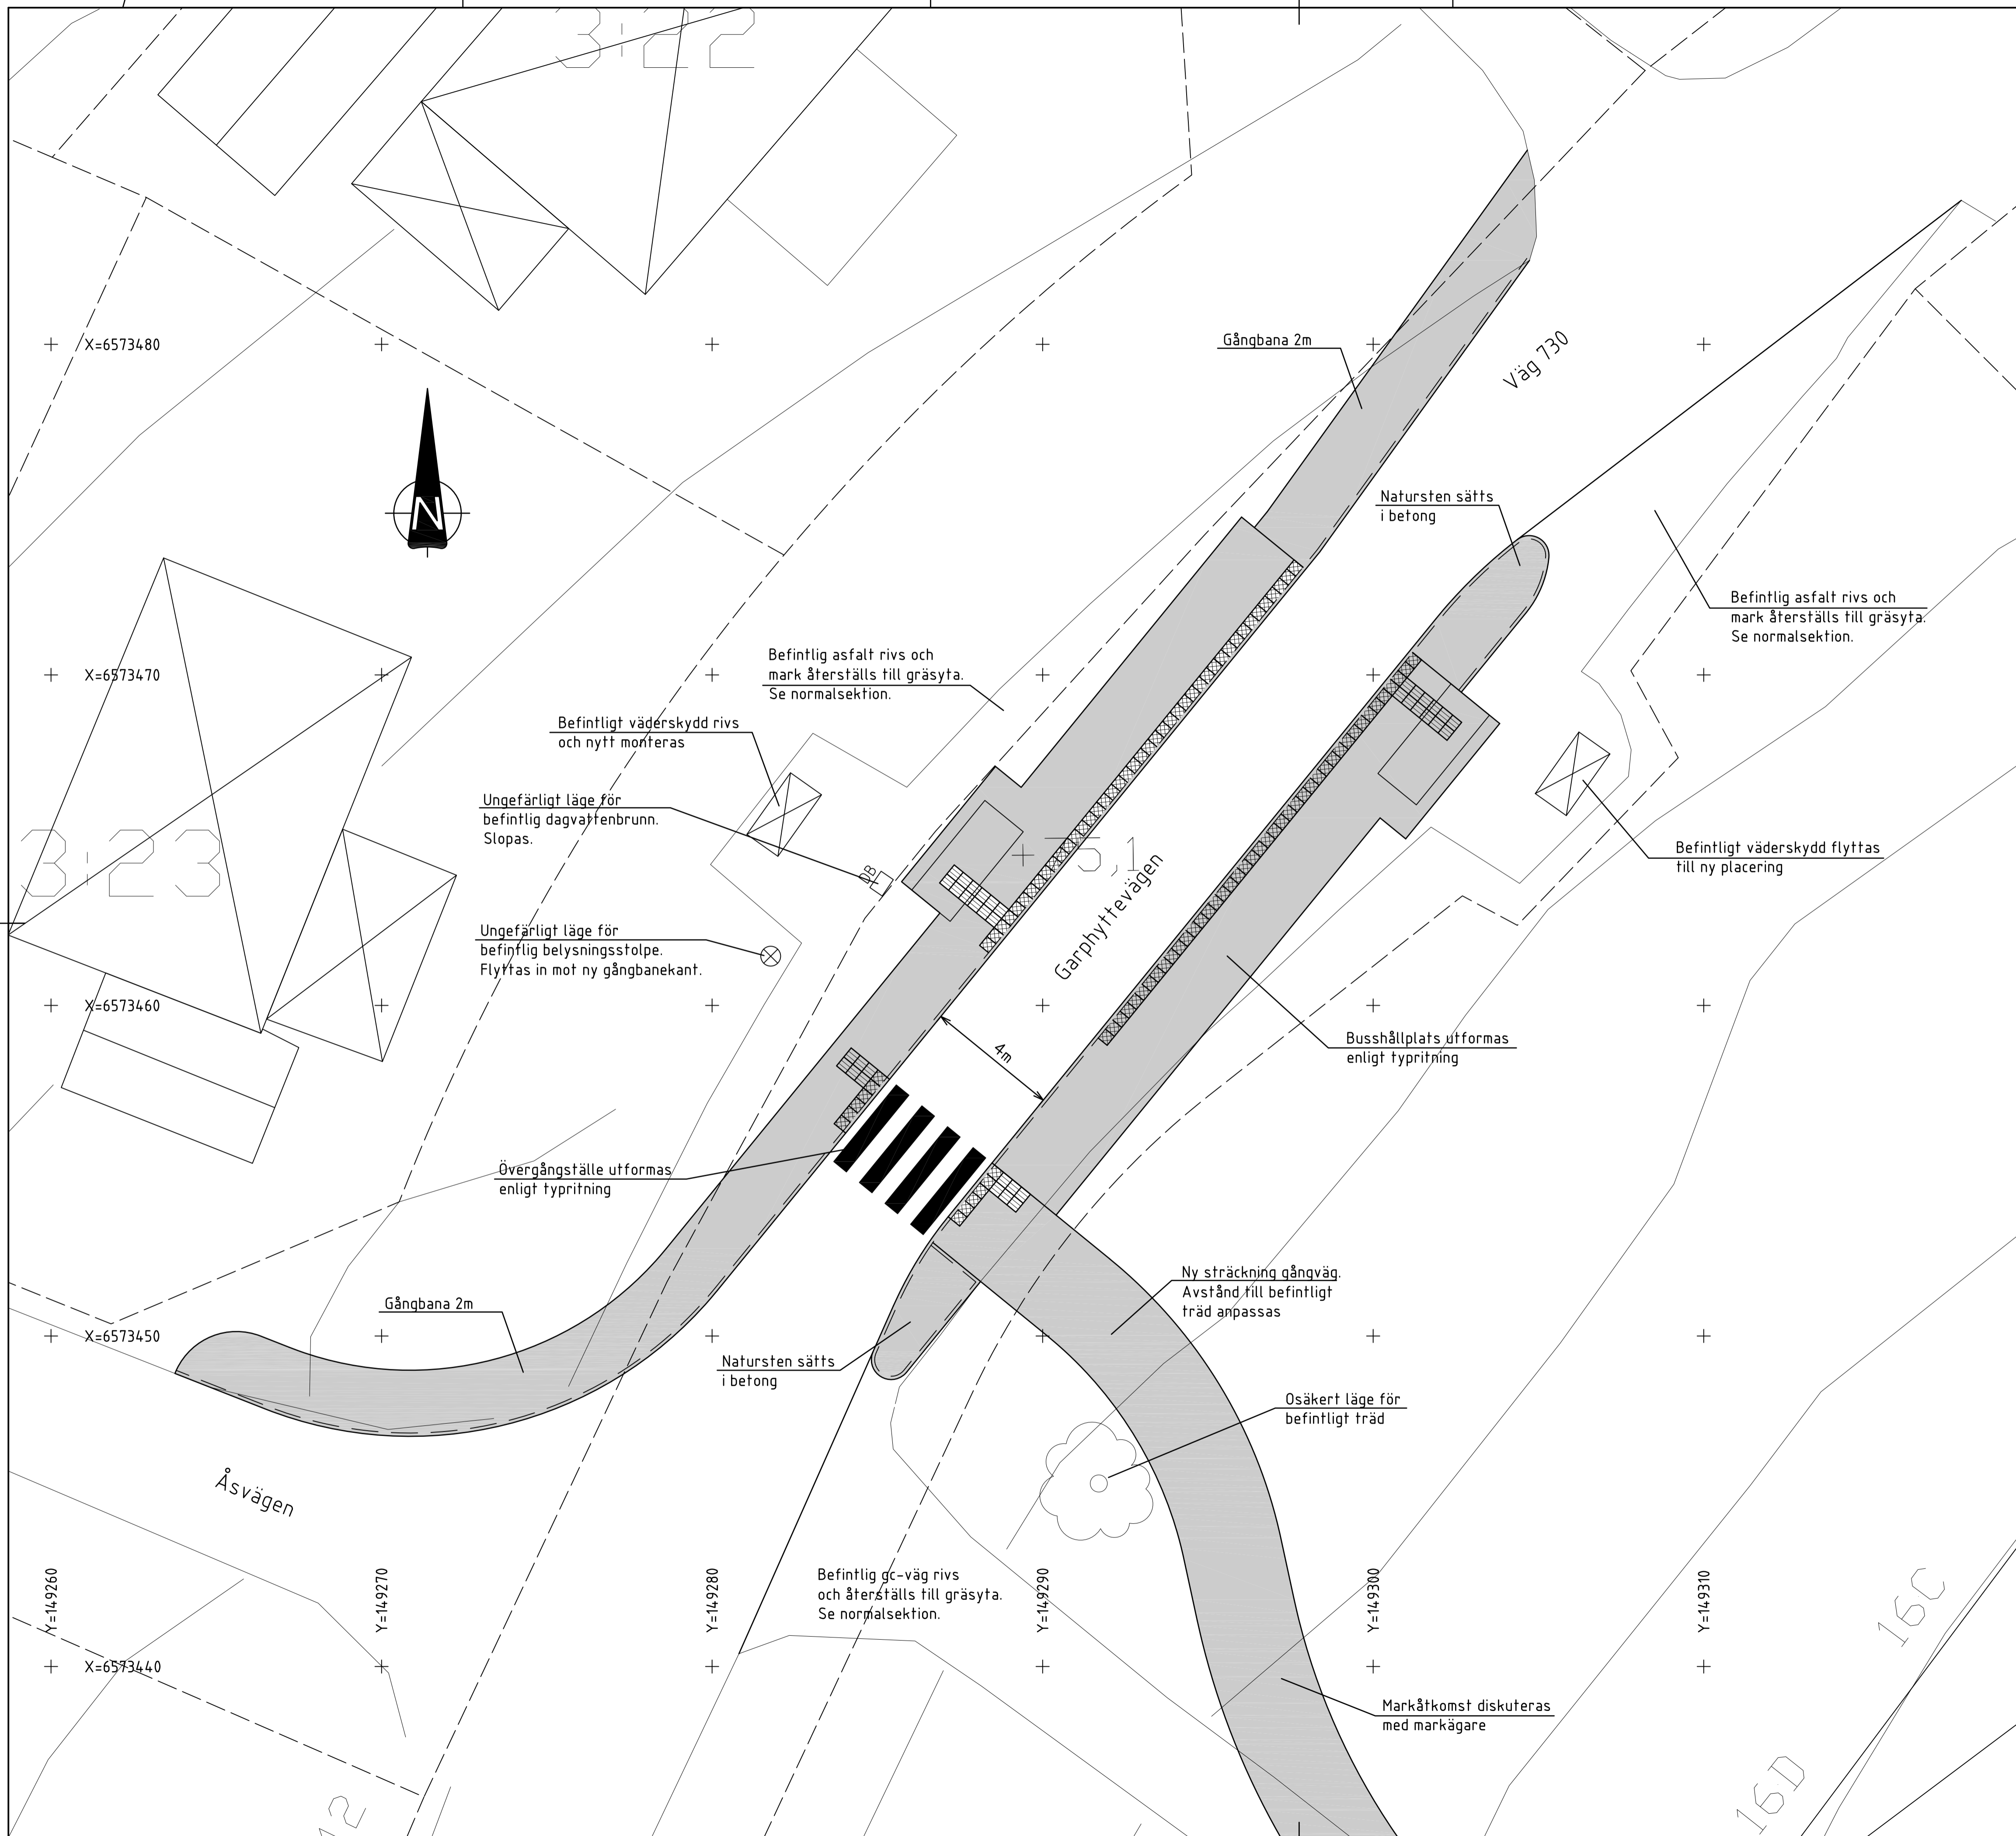 3:22
X=6573480
Gångbana 2m
Väg 730
N
Natursten sätts
i betong
Befintlig asfalt rivs och
mark återställs till gräsyta.
Se normalsektion.
Befintlig asfalt rivs och
mark återställs till gräsyta.
Se normalsektion.
X=6573470
Befintligt väderskydd rivs
och nytt monteras
Ungefärligt läge för
befintlig dagvattenbrunn.
Slopas.
3:23
DB
75,1
Garphyttevägen
Befintligt väderskydd flyttas
till ny placering
Ungefärligt läge för
befintlig belysningsstolpe.
Flyttas in mot ny gångbanekant.
X=6573460
4m
Busshållplats utformas
enligt typritning
Övergångställe utformas
enligt typritning
Ny sträckning gångväg.
Avstånd till befintligt
träd anpassas
Gångbana 2m
X=6573450
Natursten sätts
i betong
Osäkert läge för
befintligt träd
Åsvägen
Befintlig gc-väg rivs
och återställs till gräsyta.
Se normalsektion.
Y=149260
Y=149270
Y=149280
Y=149290
Y=149300
Y=149310
16C
X=6573440
Markåtkomst diskuteras
med markägare
16D